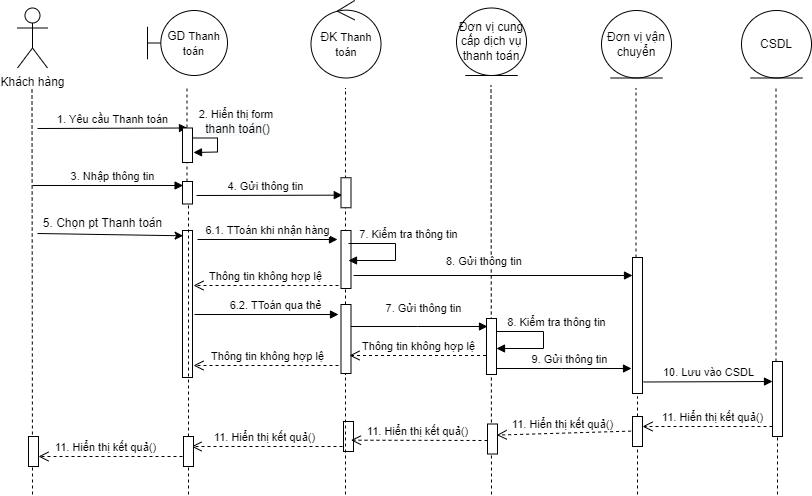 GD Thanh
toán
ĐK Thanh
toán
Đơn vị cung
cấp dịch vụ
thanh toán
Đơn vị vận
chuyển
CSDL
Khách hàng
1. Yêu cầu Thanh toán
2. Hiển thị form
thanh toán()
3. Nhập thông tin
4. Gửi thông tin
5. Chọn pt Thanh toán
6.1. TToán khi nhận hàng
7. Kiểm tra thông tin
8. Gửi thông tin
Thông tin không hợp lệ
6.2. TToán qua thẻ
7. Gửi thông tin
8. Kiểm tra thông tin
Thông tin không hợp lệ
Thông tin không hợp lệ
9. Gửi thông tin
10. Lưu vào CSDL
11. Hiển thị kết quả()
11. Hiển thị kết quả()
11. Hiển thị kết quả()
11. Hiển thị kết quả()
11. Hiển thị kết quả()